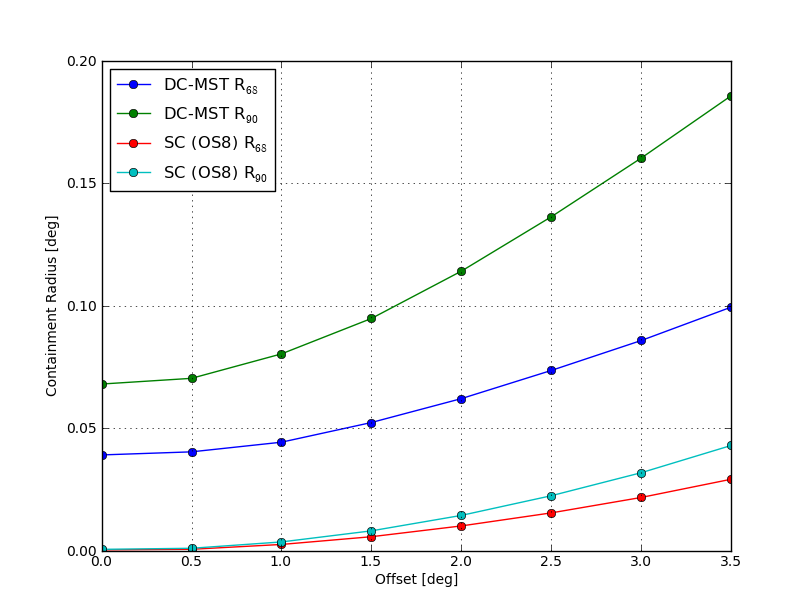 0.20
0.15
0.10
0.05
0.00
Containment Radius [deg]
DC-MST R68
DC-MST R90
SC (OS8) R68
SC (OS8) R90
0.0 0.5 1.0 1.5 2.0 2.5 3.0 3.5
Offset [deg]